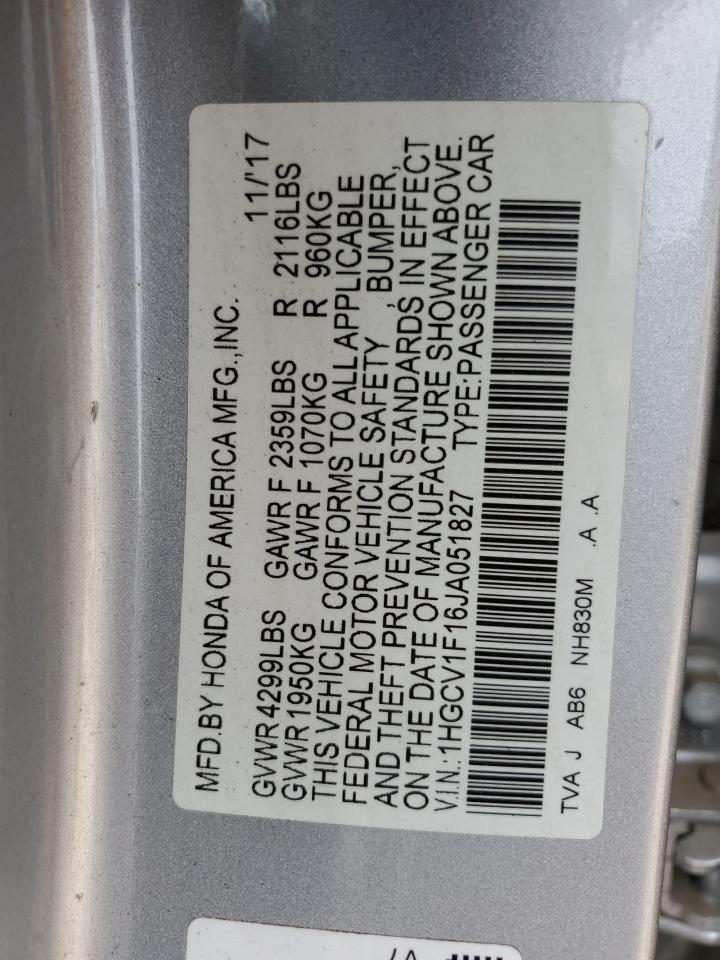 MFD.BY HONDA OF AMERICA MFG.,INC. 11/'17
GVWR 4299LBS GAWR F 2359LBS R 2116LBS
GVWR 1950KG GAWR F 1070KG R 960KG
THIS VEHICLE CONFORMS TO ALL APPLICABLE
FEDERAL MOTOR VEHICLE SAFETY , BUMPER,
AND THEFT PREVENTION STANDARDS IN EFFECT
ON THE DATE OF MANUFACTURE SHOWN ABOVE.
V.I.N.:1HGCV1F16JA051827 TYPE:PASSENGER CAR
TVA J AB6 NH830M .A .A